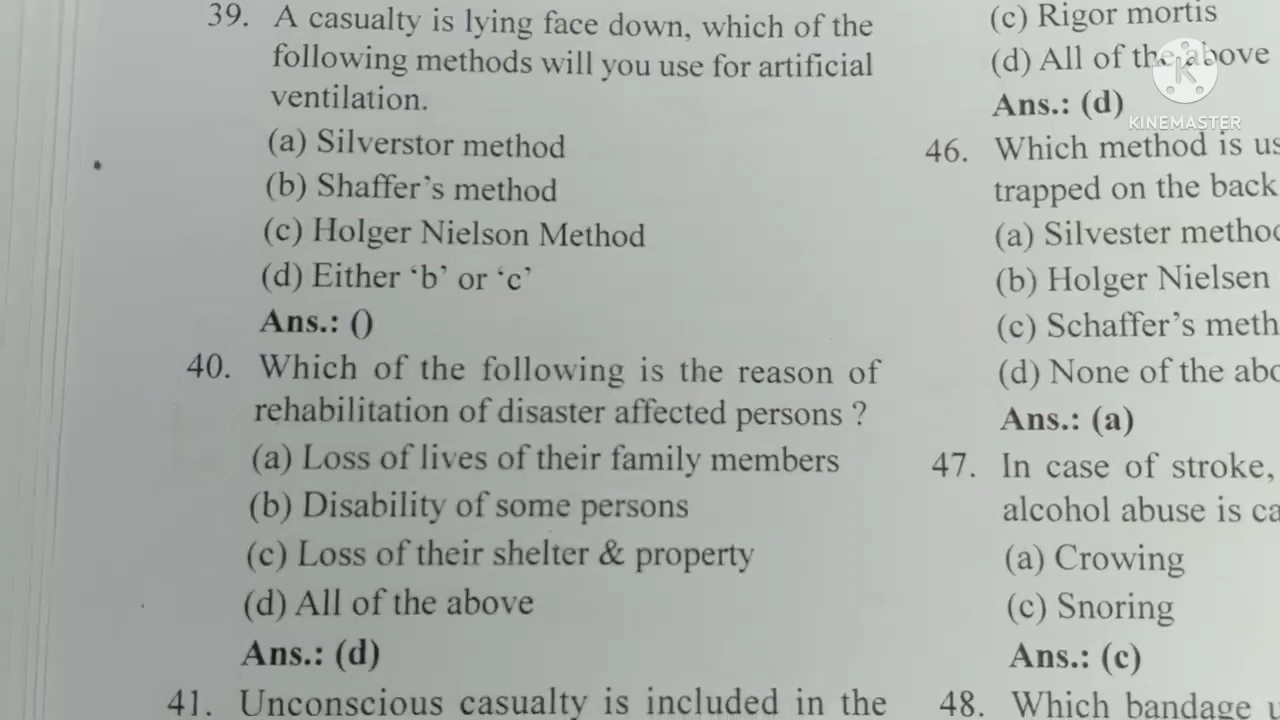 39. A casualty is lying face down, which of the
following methods will you use for artificial
ventilation.
(a) Silverstor method
(b) Shaffer's method
(c) Holger Nielson Method
(d) Either ‘b’ or ‘c’
Ans.: ()
40. Which of the following is the reason of
rehabilitation of disaster affected persons ?
(a) Loss of lives of their family members
(b) Disability of some persons
(c) Loss of their shelter & property
(d) All of the above
Ans.: (d)
41. Unconscious casualty is included in the
(c) Rigor mortis
(d) All of the above
Ans.: (d)
KINEMASTER
46. Which method is
trapped on the back
(a) Silvester
(b) Holger Nielsen
(c) Schaffer's
(d) None of the
Ans.: (a)
47. In case of stroke,
alcohol abuse is
(a) Crowing
(c) Snoring
Ans.: (c)
48. Which bandage